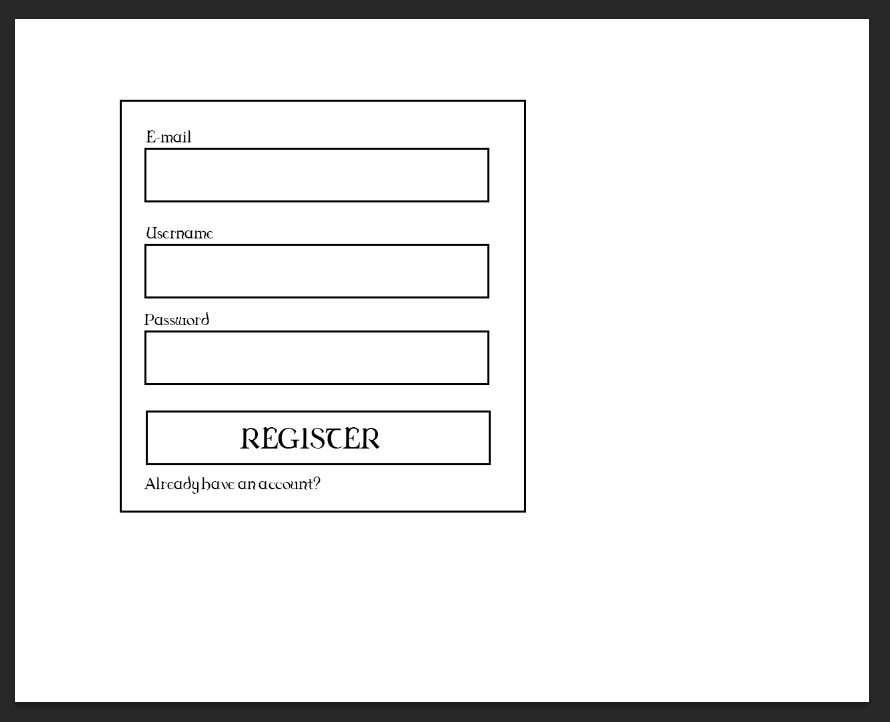 E-mail
Username
Password
REGISTER
Already have an account?